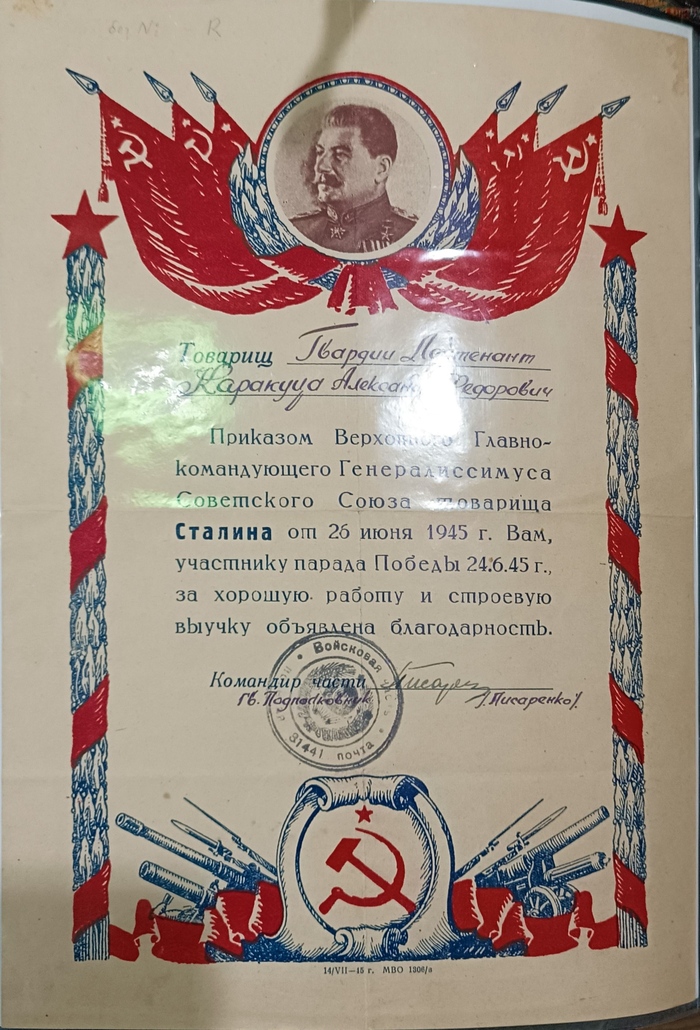 Товарищ Гвардии Лейтенант
Каракуца Александр Федорович
Приказом Верховного Главно-
командующего Генералиссимуса
Советского Союза товарища
Сталина от 26 июня 1945 г. Вам,
участнику парада Победы 24.6.45 г.,
за хорошую работу и строевую
выучку объявлена благодарность.
Войсковая часть
Командир части Писарен
Гв. Подполковник /Писаренко/.
31441 почта
14/VII—45 г. МВО 1306/з